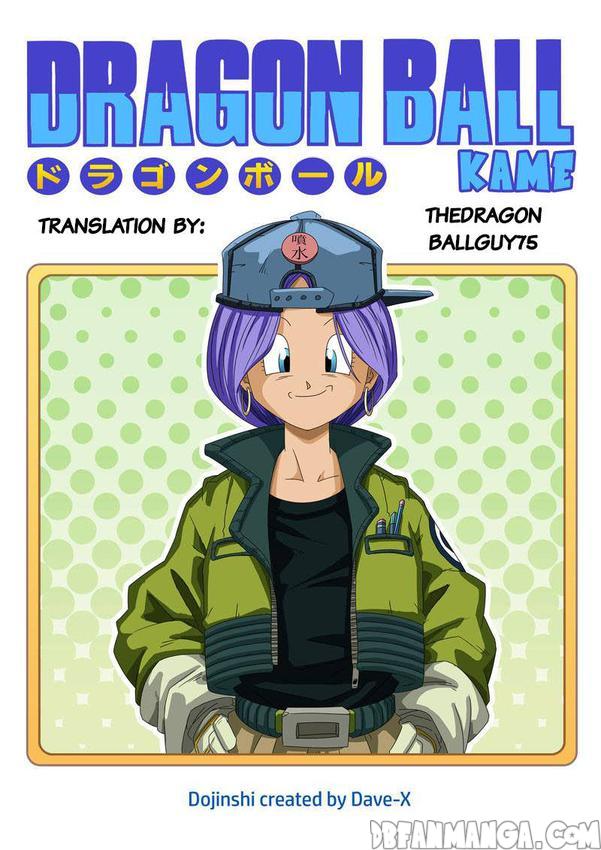 DRAGON BALL
ドラゴンボール
KAME
TRANSLATION BY:
THEDRAGON
BALLGUY75
噴
水
Dojinshi created by Dave-X
DBFANMANGA.COM